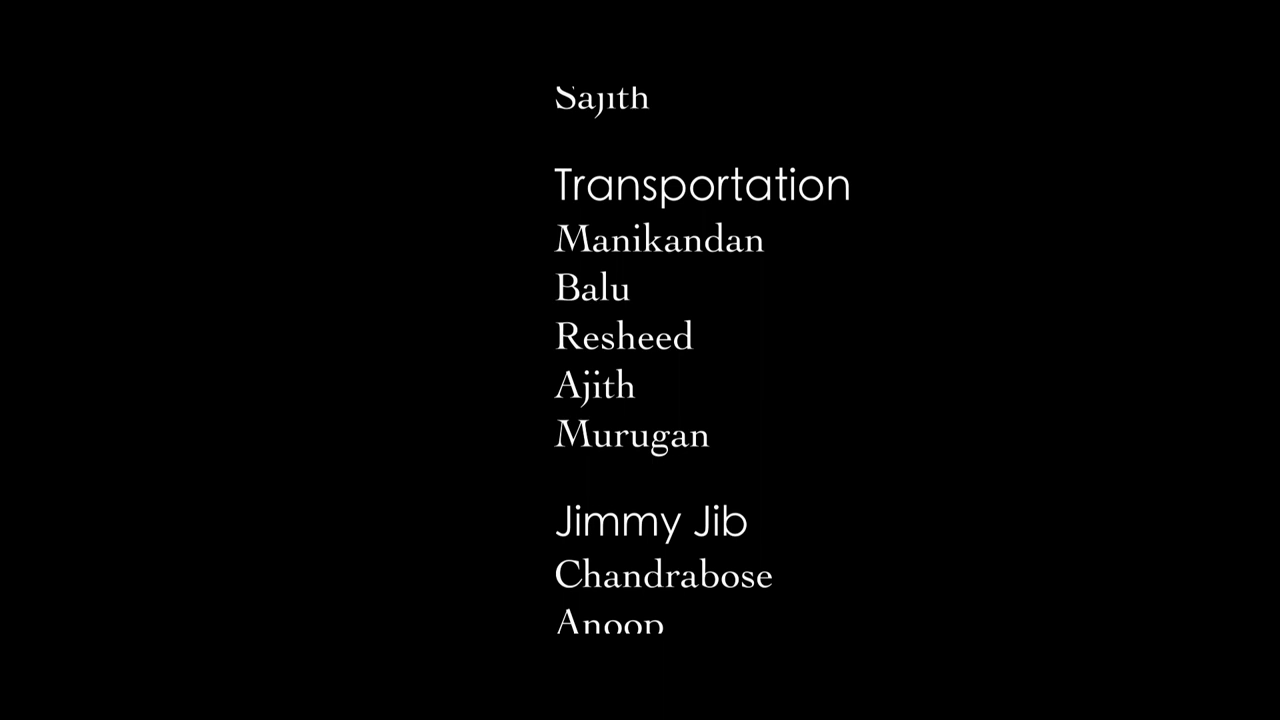 Sajith
Transportation
Manikandan
Balu
Resheed
Ajith
Murugan
Jimmy Jib
Chandrabose
Anoop